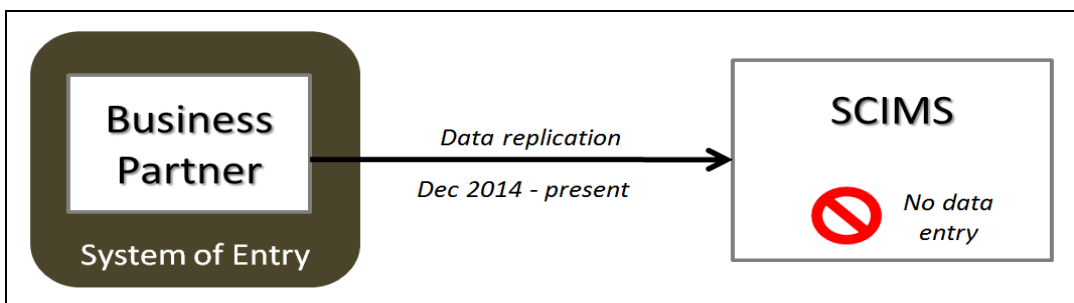 Business
Partner
System of Entry
Data replication
Dec 2014 - present
SCIMS
No data
entry